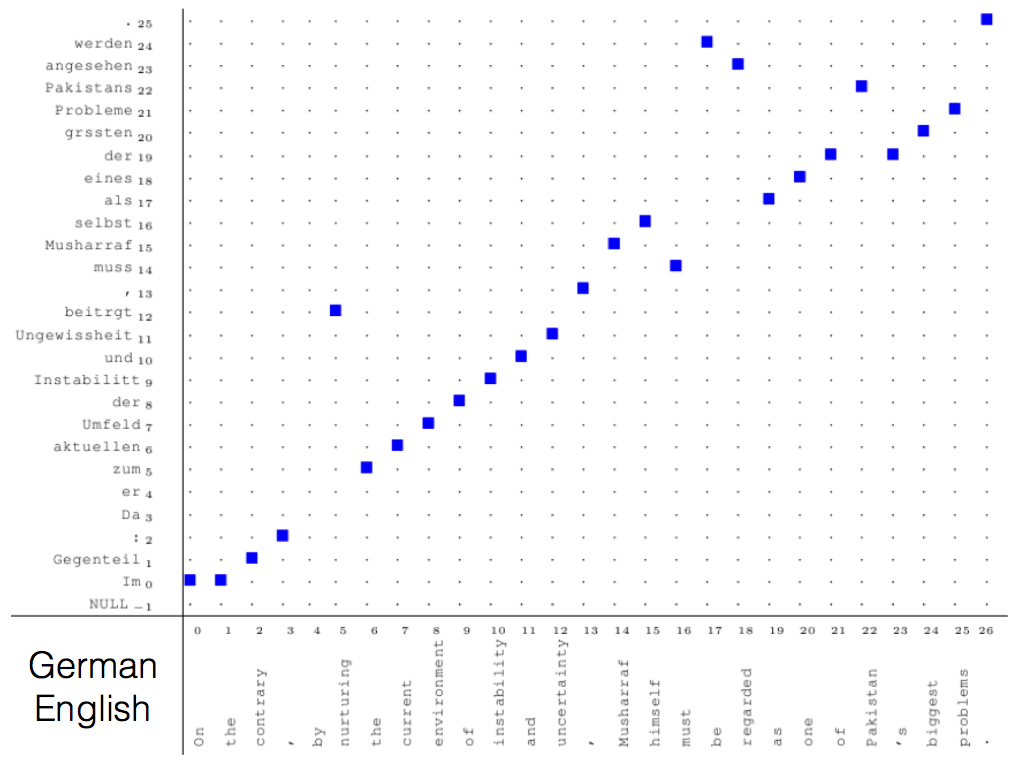 . 25
werden 24
angesehen 23
Pakistans 22
Probleme 21
grssten 20
der 19
eines 18
als 17
selbst 16
Musharraf 15
muss 14
, 13
beitrgt 12
Ungewissheit 11
und 10
Instabilitt 9
der 8
Umfeld 7
aktuellen 6
zum 5
er 4
Da 3
: 2
Gegenteil 1
Im 0
NULL −1
0 1 2 3 4 5 6 7 8 9 10 11 12 13 14 15 16 17 18 19 20 21 22 23 24 25 26
German
English
On
the
contrary
,
by
nurturing
the
current
environment
of
instability
and
uncertainty
,
Musharraf
himself
must
be
regarded
as
one
of
Pakistan
's
biggest
problems
.